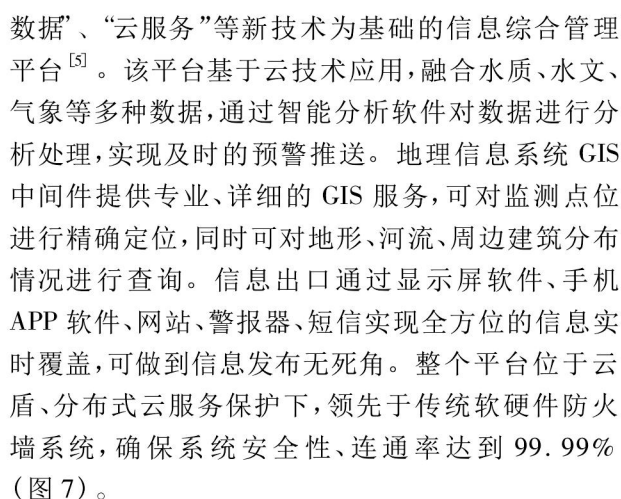 数据”、“云服务”等新技术为基础的信息综合管理
平台[5]。该平台基于云技术应用,融合水质、水文、
气象等多种数据,通过智能分析软件对数据进行分
析处理,实现及时的预警推送。地理信息系统 GIS
中间件提供专业、详细的 GIS 服务,可对监测点位
进行精确定位,同时可对地形、河流、周边建筑分布
情况进行查询。信息出口通过显示屏软件、手机
APP 软件、网站、警报器、短信实现全方位的信息实
时覆盖,可做到信息发布无死角。整个平台位于云
盾、分布式云服务保护下,领先于传统软硬件防火
墙系统,确保系统安全性、连通率达到 99.99%
(图 7)。